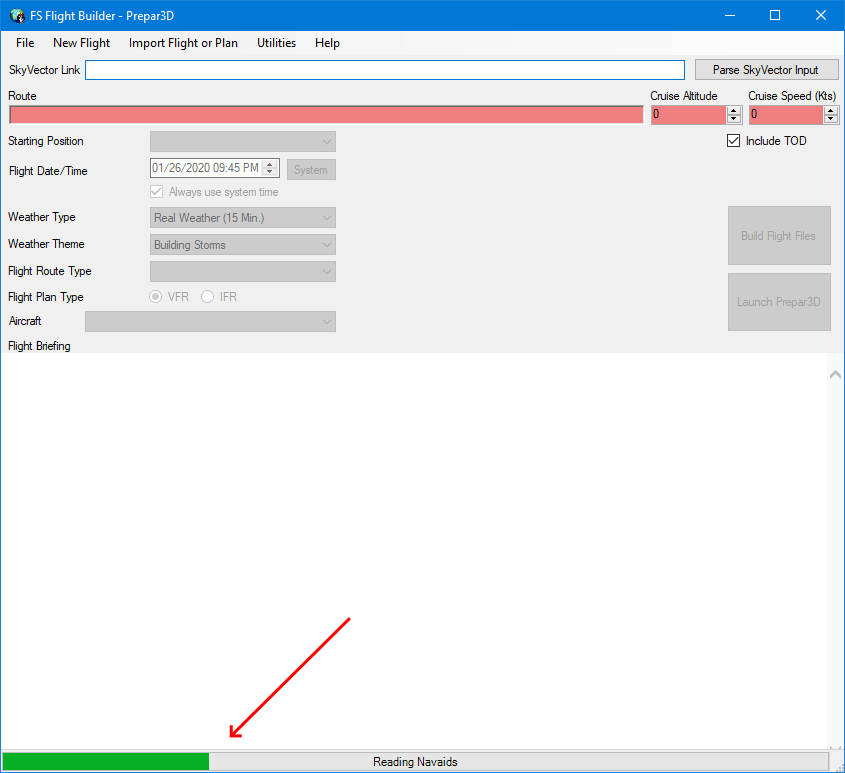 FS Flight Builder - Prepar3D
File New Flight Import Flight or Plan Utilities Help
SkyVector Link Parse SkyVector Input
Route Cruise Altitude Cruise Speed (Kts)
0 0
Starting Position Include TOD
Flight Date/Time 01/26/2020 09:45 PM System
Always use system time
Weather Type Real Weather (15 Min.)
Build Flight Files
Weather Theme Building Storms
Flight Route Type
Flight Plan Type VFR IFR Launch Prepar3D
Aircraft
Flight Briefing
Reading Navaids